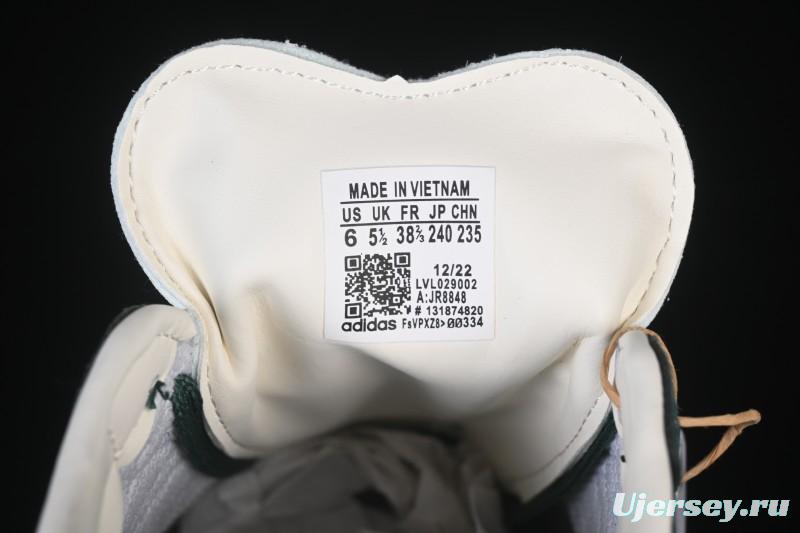 MADE IN VIETNAM
US UK FR JP CHN
6 5½ 38⅔ 240 235
12/22
LVL029002
A:JR8848
# 131874820
adidas FsVPXZ8>00334
Ujersey.ru